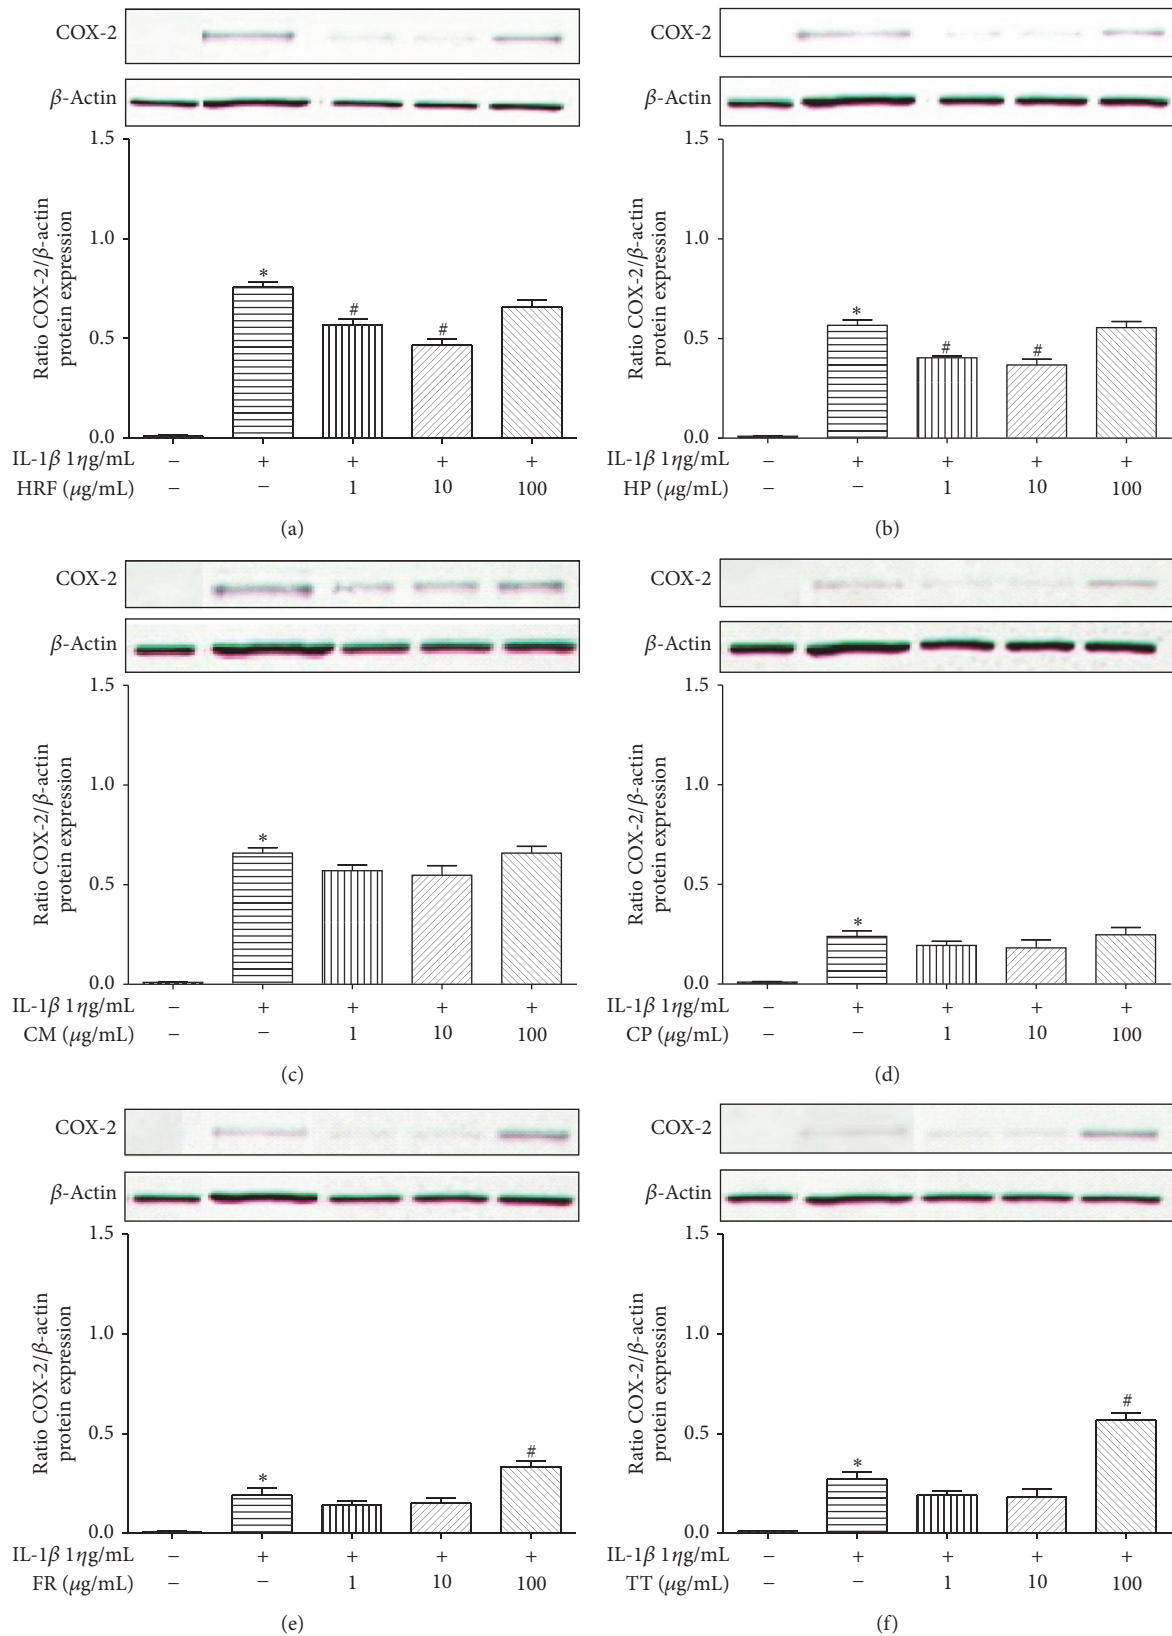 COX-2
β-Actin
1.5
1.0
0.5
0.0
Ratio COX-2/β-actin
protein expression
*
#
#
IL-1β 1ηg/mL − + + + +
HRF (μg/mL) − − 1 10 100
(a)
COX-2
β-Actin
1.5
1.0
0.5
0.0
Ratio COX-2/β-actin
protein expression
*
#
#
IL-1β 1ηg/mL − + + + +
HP (μg/mL) − − 1 10 100
(b)
COX-2
β-Actin
1.5
1.0
0.5
0.0
Ratio COX-2/β-actin
protein expression
*
IL-1β 1ηg/mL − + + + +
CM (μg/mL) − − 1 10 100
(c)
COX-2
β-Actin
1.5
1.0
0.5
0.0
Ratio COX-2/β-actin
protein expression
*
IL-1β 1ηg/mL − + + + +
CP (μg/mL) − − 1 10 100
(d)
COX-2
β-Actin
1.5
1.0
0.5
0.0
Ratio COX-2/β-actin
protein expression
*
#
IL-1β 1ηg/mL − + + + +
FR (μg/mL) − − 1 10 100
(e)
COX-2
β-Actin
1.5
1.0
0.5
0.0
Ratio COX-2/β-actin
protein expression
*
#
IL-1β 1ηg/mL − + + + +
TT (μg/mL) − − 1 10 100
(f)